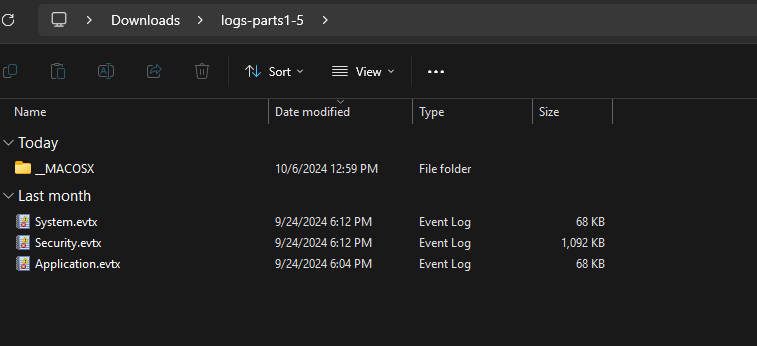 Downloads > logs-parts1-5 >
Sort View ...
Name Date modified Type Size
Today
__MACOSX 10/6/2024 12:59 PM File folder
Last month
System.evtx 9/24/2024 6:12 PM Event Log 68 KB
Security.evtx 9/24/2024 6:12 PM Event Log 1,092 KB
Application.evtx 9/24/2024 6:04 PM Event Log 68 KB